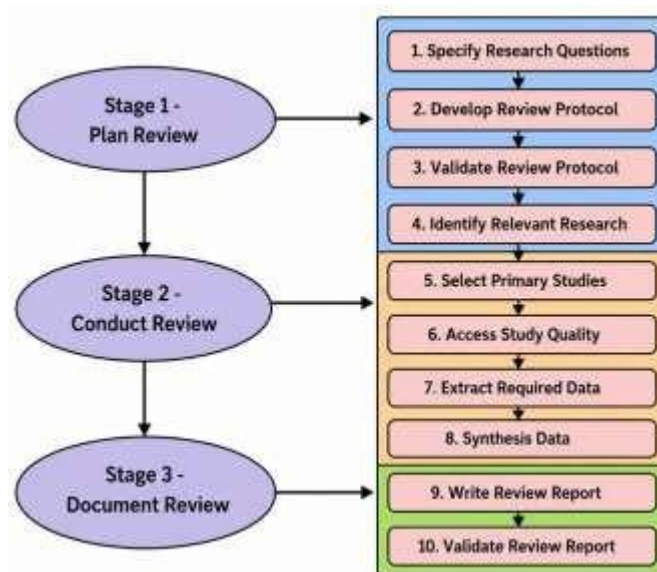 Stage 1 -
Plan Review
Stage 2 -
Conduct Review
Stage 3 -
Document Review
1. Specify Research Questions
2. Develop Review Protocol
3. Validate Review Protocol
4. Identify Relevant Research
5. Select Primary Studies
6. Access Study Quality
7. Extract Required Data
8. Synthesis Data
9. Write Review Report
10. Validate Review Report